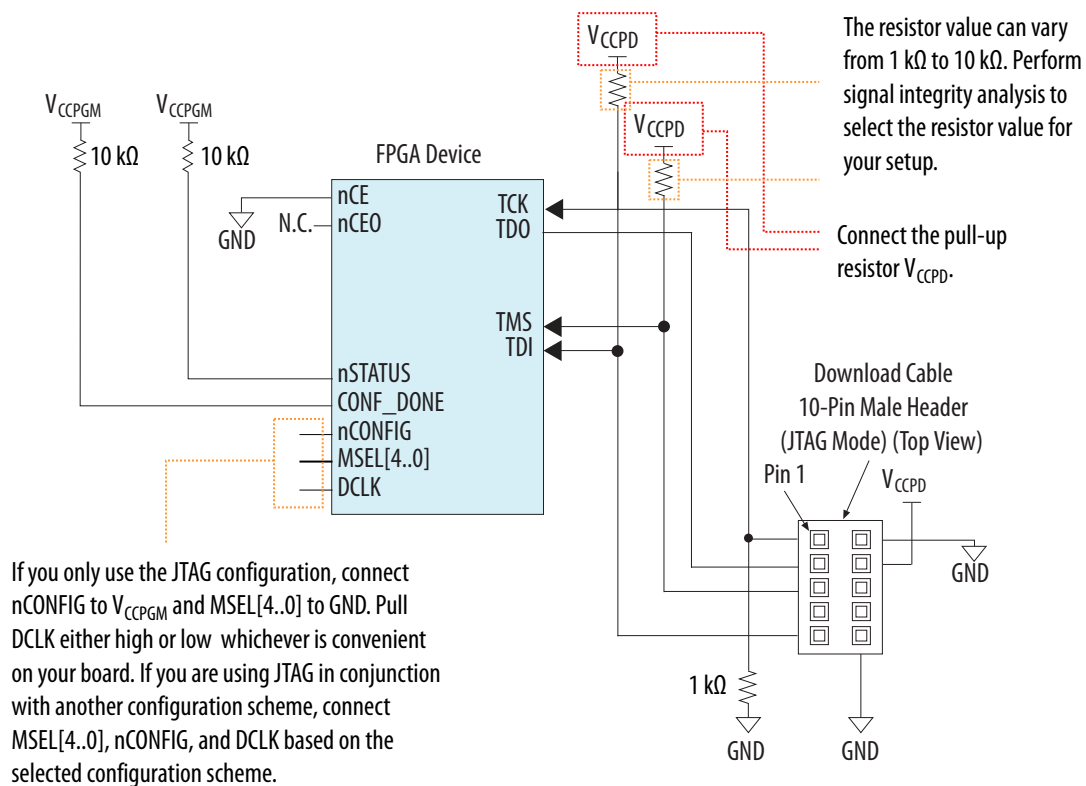 The resistor value can vary
from 1 kΩ to 10 kΩ. Perform
signal integrity analysis to
select the resistor value for
your setup.
VCCPD
VCCPD
VCCPGM
VCCPGM
10 kΩ
10 kΩ
FPGA Device
nCE
GND
N.C.
nCEO
TCK
TDO
Connect the pull-up
resistor VCCPD.
TMS
TDI
nSTATUS
CONF_DONE
nCONFIG
MSEL[4..0]
DCLK
Download Cable
10-Pin Male Header
(JTAG Mode) (Top View)
Pin 1
VCCPD
GND
If you only use the JTAG configuration, connect
nCONFIG to VCCPGM and MSEL[4..0] to GND. Pull
DCLK either high or low whichever is convenient
on your board. If you are using JTAG in conjunction
with another configuration scheme, connect
MSEL[4..0], nCONFIG, and DCLK based on the
selected configuration scheme.
1 kΩ
GND
GND